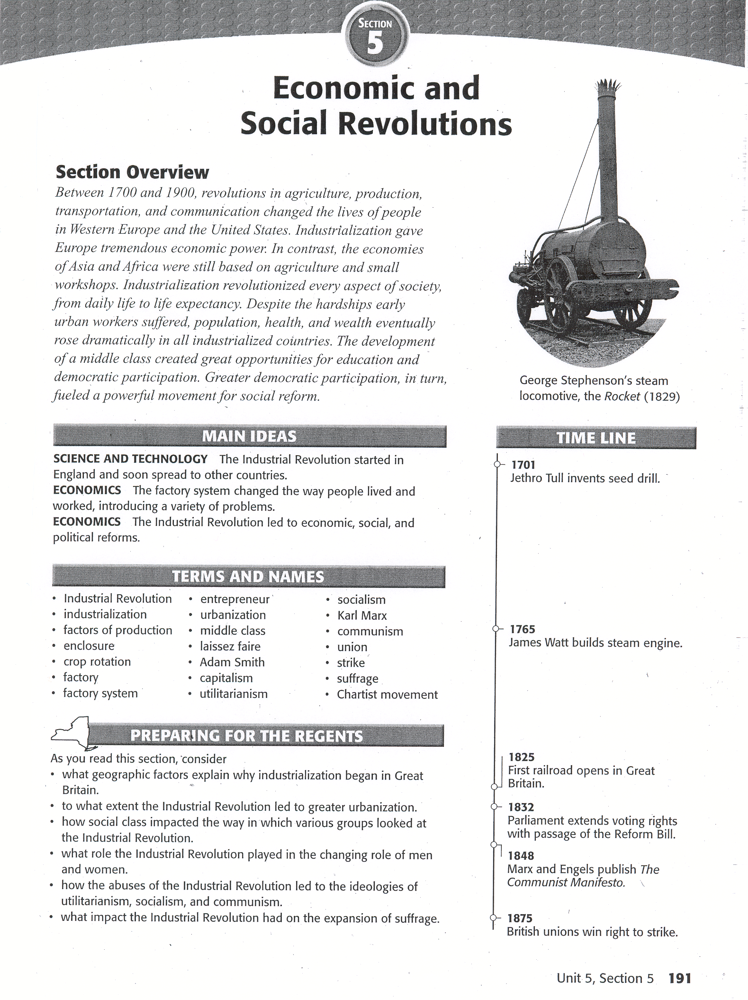 SECTION
5
Economic and
Social Revolutions
Section Overview
Between 1700 and 1900, revolutions in agriculture, production,
transportation, and communication changed the lives of people
in Western Europe and the United States. Industrialization gave
Europe tremendous economic power. In contrast, the economies
of Asia and Africa were still based on agriculture and small
workshops. Industrialization revolutionized every aspect of society,
from daily life to life expectancy. Despite the hardships early
urban workers suffered, population, health, and wealth eventually
rose dramatically in all industrialized countries. The development
of a middle class created great opportunities for education and
democratic participation. Greater democratic participation, in turn,
fueled a powerful movement for social reform.
George Stephenson's steam
locomotive, the Rocket (1829)
MAIN IDEAS
SCIENCE AND TECHNOLOGY The Industrial Revolution started in
England and soon spread to other countries.
ECONOMICS The factory system changed the way people lived and
worked, introducing a variety of problems.
ECONOMICS The Industrial Revolution led to economic, social, and
political reforms.
TERMS AND NAMES
• Industrial Revolution
• industrialization
• factors of production
• enclosure
• crop rotation
• factory
• factory system
• entrepreneur
• urbanization
• middle class
• laissez faire
• Adam Smith
• capitalism
• utilitarianism
• socialism
• Karl Marx
• communism
• union
• strike
• suffrage
• Chartist movement
PREPARING FOR THE REGENTS
As you read this section, consider
• what geographic factors explain why industrialization began in Great
Britain.
• to what extent the Industrial Revolution led to greater urbanization.
• how social class impacted the way in which various groups looked at
the Industrial Revolution.
• what role the Industrial Revolution played in the changing role of men
and women.
• how the abuses of the Industrial Revolution led to the ideologies of
utilitarianism, socialism, and communism.
• what impact the Industrial Revolution had on the expansion of suffrage.
TIME LINE
1701
Jethro Tull invents seed drill.
1765
James Watt builds steam engine.
1825
First railroad opens in Great
Britain.
1832
Parliament extends voting rights
with passage of the Reform Bill.
1848
Marx and Engels publish The
Communist Manifesto.
1875
British unions win right to strike.
Unit 5, Section 5 191